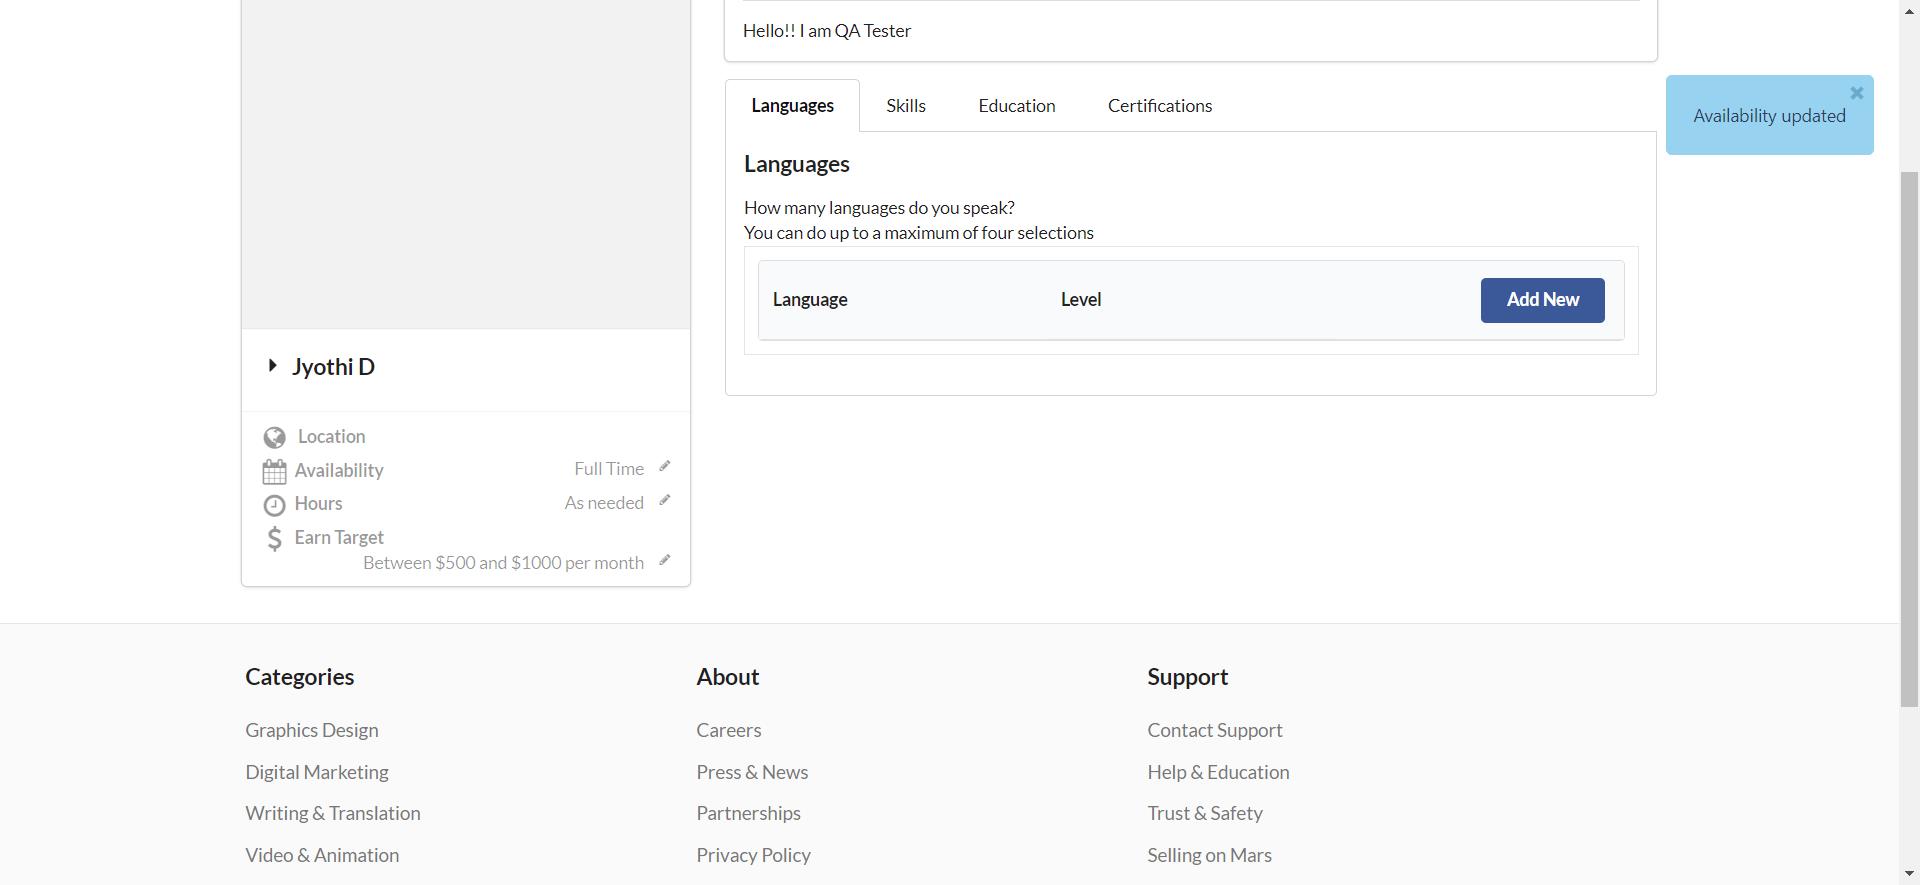 Hello!! I am QA Tester
Languages Skills Education Certifications
Availability updated
Languages
How many languages do you speak?
You can do up to a maximum of four selections
Language Level Add New
Jyothi D
Location
Availability Full Time
Hours As needed
Earn Target
Between $500 and $1000 per month
Categories
Graphics Design
Digital Marketing
Writing & Translation
Video & Animation
About
Careers
Press & News
Partnerships
Privacy Policy
Support
Contact Support
Help & Education
Trust & Safety
Selling on Mars